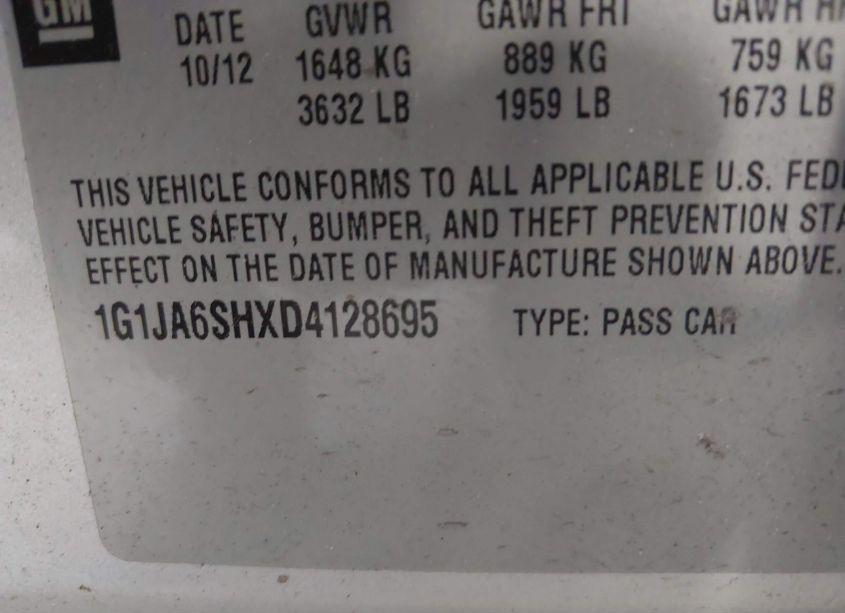 GM
DATE GVWR GAWR FRT GAWR
10/12 1648 KG 889 KG 759 KG
3632 LB 1959 LB 1673 LB
THIS VEHICLE CONFORMS TO ALL APPLICABLE U.S.
VEHICLE SAFETY, BUMPER, AND THEFT PREVENTION
EFFECT ON THE DATE OF MANUFACTURE SHOWN ABOVE.
1G1JA6SHXD4128695 TYPE: PASS CAR